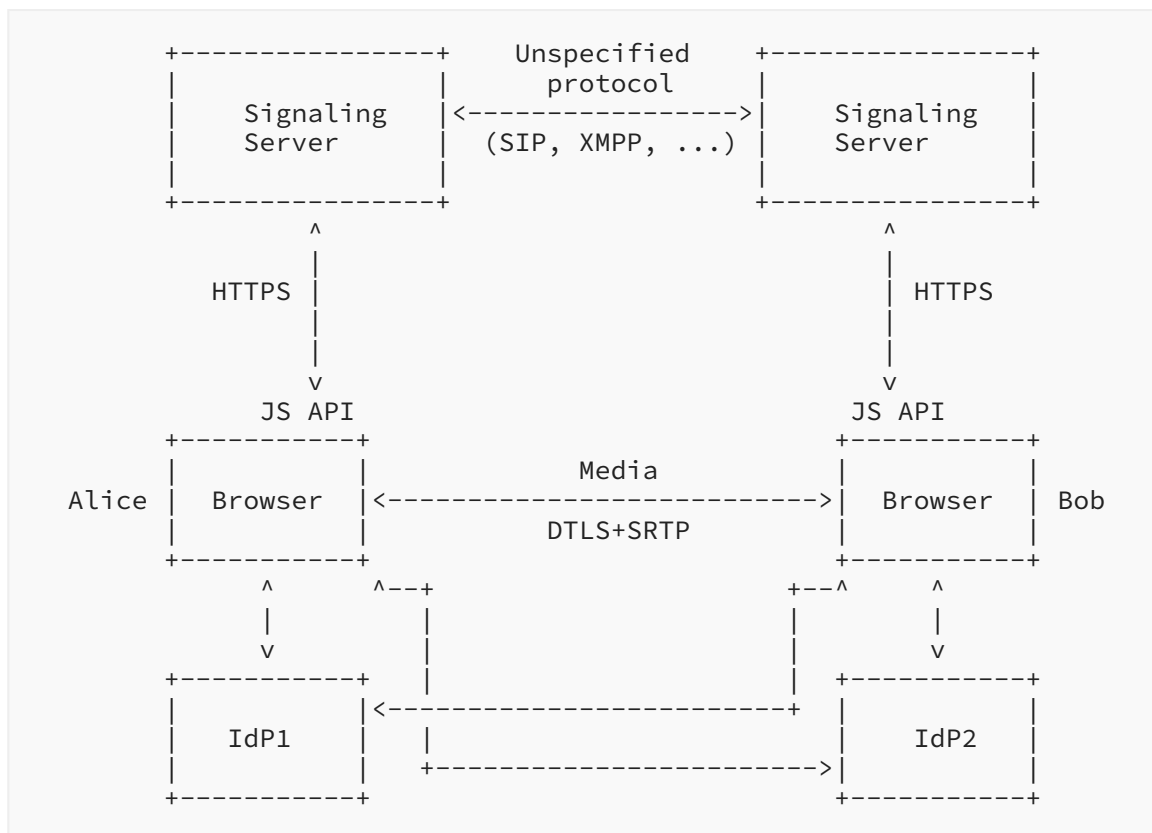 Unspecified
protocol
Signaling Server
(SIP, XMPP, ...)
Signaling Server
HTTPS
HTTPS
JS API
JS API
Alice
Browser
Media
DTLS+SRTP
Browser
Bob
IdP1
IdP2